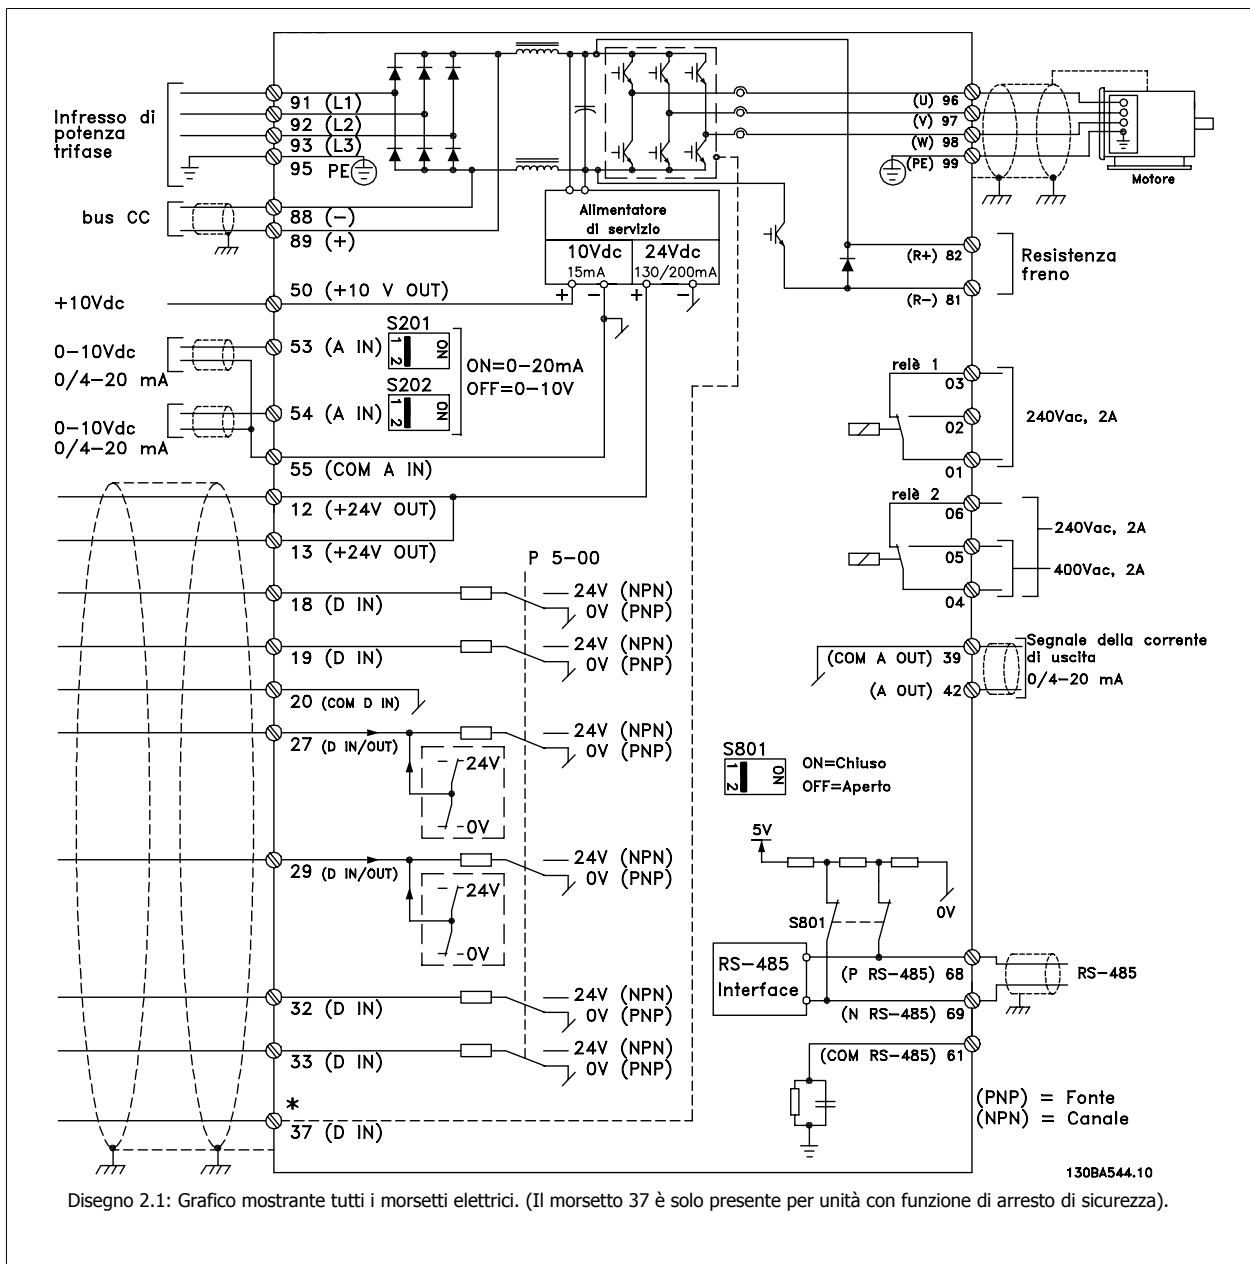 Infresso di
potenza
trifase
91 (L1)
92 (L2)
93 (L3)
95 PE
bus CC
88 (−)
89 (+)
Alimentatore
di servizio
10Vdc
15mA
24Vdc
130/200mA
+ − + −
(U) 96
(V) 97
(W) 98
(PE) 99
Motore
(R+) 82
(R−) 81
Resistenza
freno
+10Vdc
50 (+10 V OUT)
S201
1 2
ON
0−10Vdc
0/4−20 mA
53 (A IN)
ON=0−20mA
OFF=0−10V
S202
1 2
ON
0−10Vdc
0/4−20 mA
54 (A IN)
55 (COM A IN)
12 (+24V OUT)
13 (+24V OUT)
relè 1
03
02
01
240Vac, 2A
relè 2
06
05
04
240Vac, 2A
400Vac, 2A
P 5-00
18 (D IN)
24V (NPN)
0V (PNP)
19 (D IN)
24V (NPN)
0V (PNP)
20 (COM D IN)
27 (D IN/OUT)
24V (NPN)
0V (PNP)
24V
0V
29 (D IN/OUT)
24V (NPN)
0V (PNP)
24V
0V
32 (D IN)
24V (NPN)
0V (PNP)
33 (D IN)
24V (NPN)
0V (PNP)
*
37 (D IN)
(COM A OUT) 39
(A OUT) 42
Segnale della corrente
di uscita
0/4−20 mA
S801
1 2
ON
ON=Chiuso
OFF=Aperto
5V
S801
0V
RS-485
Interface
(P RS-485) 68
(N RS-485) 69
RS-485
(COM RS-485) 61
(PNP) = Fonte
(NPN) = Canale
130BA544.10
Disegno 2.1: Grafico mostrante tutti i morsetti elettrici. (Il morsetto 37 è solo presente per unità con funzione di arresto di sicurezza).